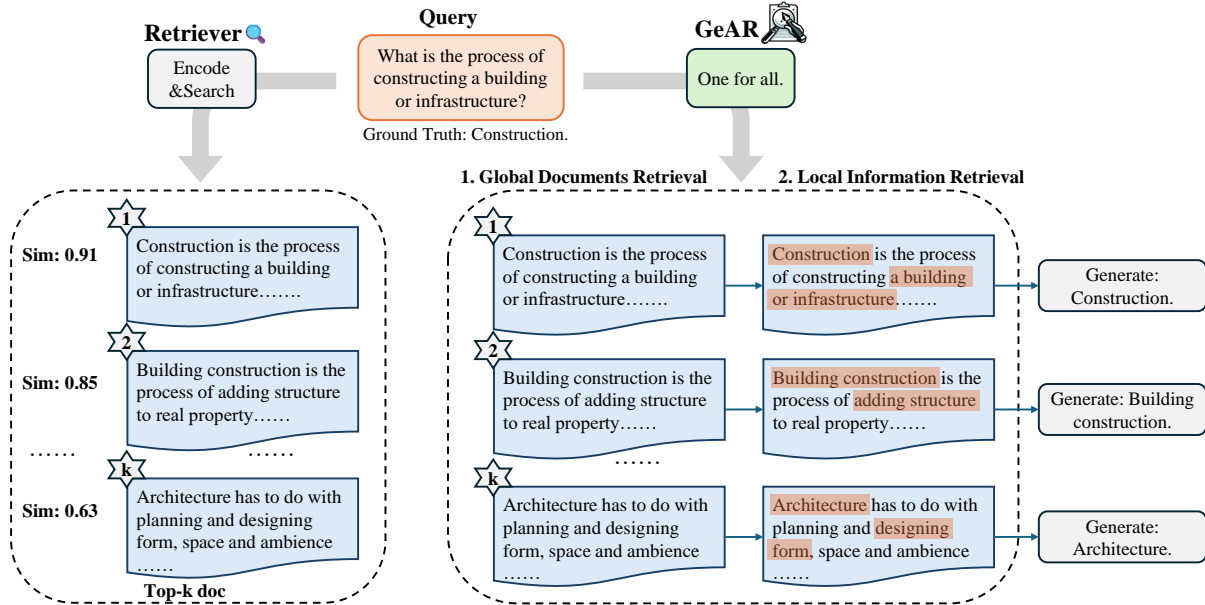 Retriever
Encode
&Search
Query
What is the process of
constructing a building
or infrastructure?
Ground Truth: Construction.
GeAR
One for all.
Sim: 0.91
1
Construction is the process
of constructing a building
or infrastructure.……
Sim: 0.85
2
Building construction is the
process of adding structure
to real property……
……
……
Sim: 0.63
k
Architecture has to do with
planning and designing
form, space and ambience
……
Top-k doc
1. Global Documents Retrieval
2. Local Information Retrieval
1
Construction is the process
of constructing a building
or infrastructure.……
Construction is the process
of constructing a building
or infrastructure.……
Generate:
Construction.
2
Building construction is the
process of adding structure
to real property……
Building construction is the
process of adding structure
to real property……
Generate: Building
construction.
……
k
Architecture has to do with
planning and designing
form, space and ambience
……
Architecture has to do with
planning and designing
form, space and ambience
……
Generate:
Architecture.